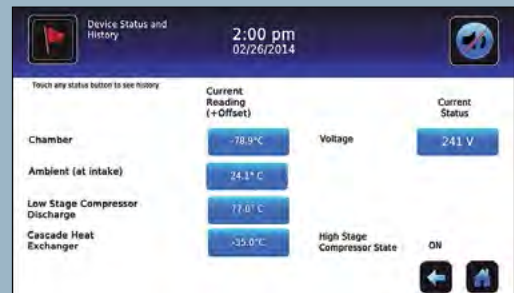 Device Status and
History
2:00 pm
02/26/2014
Touch any status button to see history
Current
Reading
(+Offset)
Current
Status
Chamber
-78.9°C
Voltage
241 V
Ambient (at intake)
24.1° C
Low Stage Compressor
Discharge
77.0° C
Cascade Heat
Exchanger
-35.0°C
High Stage
Compressor State
ON